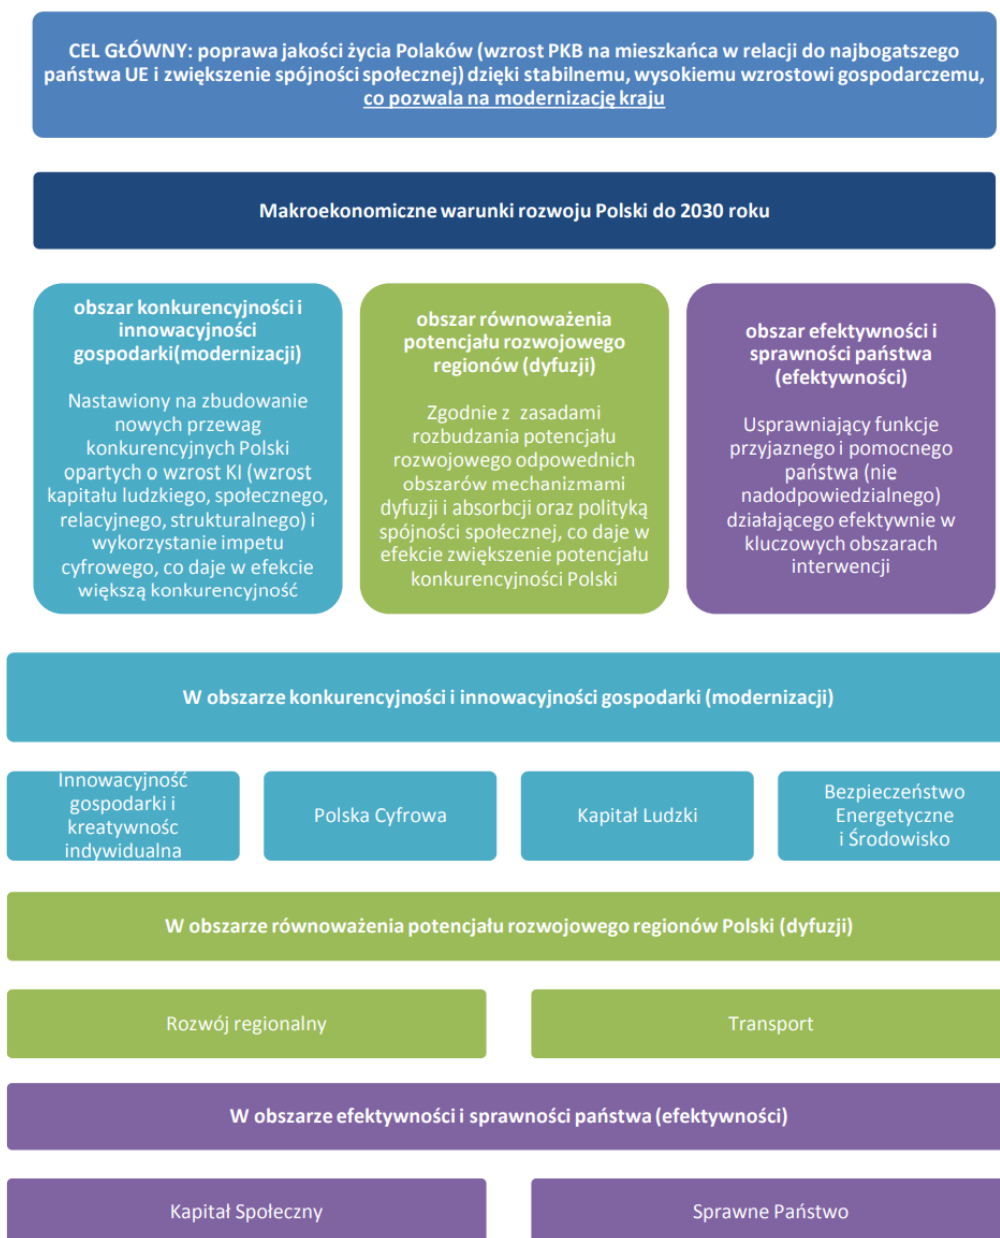 CEL GŁÓWNY: poprawa jakości życia Polaków (wzrost PKB na mieszkańca w relacji do najbogatszego
państwa UE i zwiększenie spójności społecznej) dzięki stabilnemu, wysokiemu wzrostowi gospodarczemu,
co pozwala na modernizację kraju
Makroekonomiczne warunki rozwoju Polski do 2030 roku
obszar konkurencyjności i
innowacyjności
gospodarki(modernizacji)
Nastawiony na zbudowanie
nowych przewag
konkurencyjnych Polski
opartych o wzrost KI (wzrost
kapitału ludzkiego, społecznego,
relacyjnego, strukturalnego) i
wykorzystanie impetu
cyfrowego, co daje w efekcie
większą konkurencyjność
obszar równoważenia
potencjału rozwojowego
regionów (dyfuzji)
Zgodnie z zasadami
rozbudzania potencjału
rozwojowego odpowednich
obszarów mechanizmami
dyfuzji i absorbcji oraz polityką
spójności społecznej, co daje w
efekcie zwiększenie potencjału
konkurencyjności Polski
obszar efektywności i
sprawności państwa
(efektywności)
Usprawniający funkcje
przyjaznego i pomocnego
państwa (nie
nadodpowiedzialnego)
działającego efektywnie w
kluczowych obszarach
interwencji
W obszarze konkurencyjności i innowacyjności gospodarki (modernizacji)
Innowacyjność
gospodarki i
kreatywnośc
indywidualna
Polska Cyfrowa
Kapitał Ludzki
Bezpieczeństwo
Energetyczne
i Środowisko
W obszarze równoważenia potencjału rozwojowego regionów Polski (dyfuzji)
Rozwój regionalny
Transport
W obszarze efektywności i sprawności państwa (efektywności)
Kapitał Społeczny
Sprawne Państwo